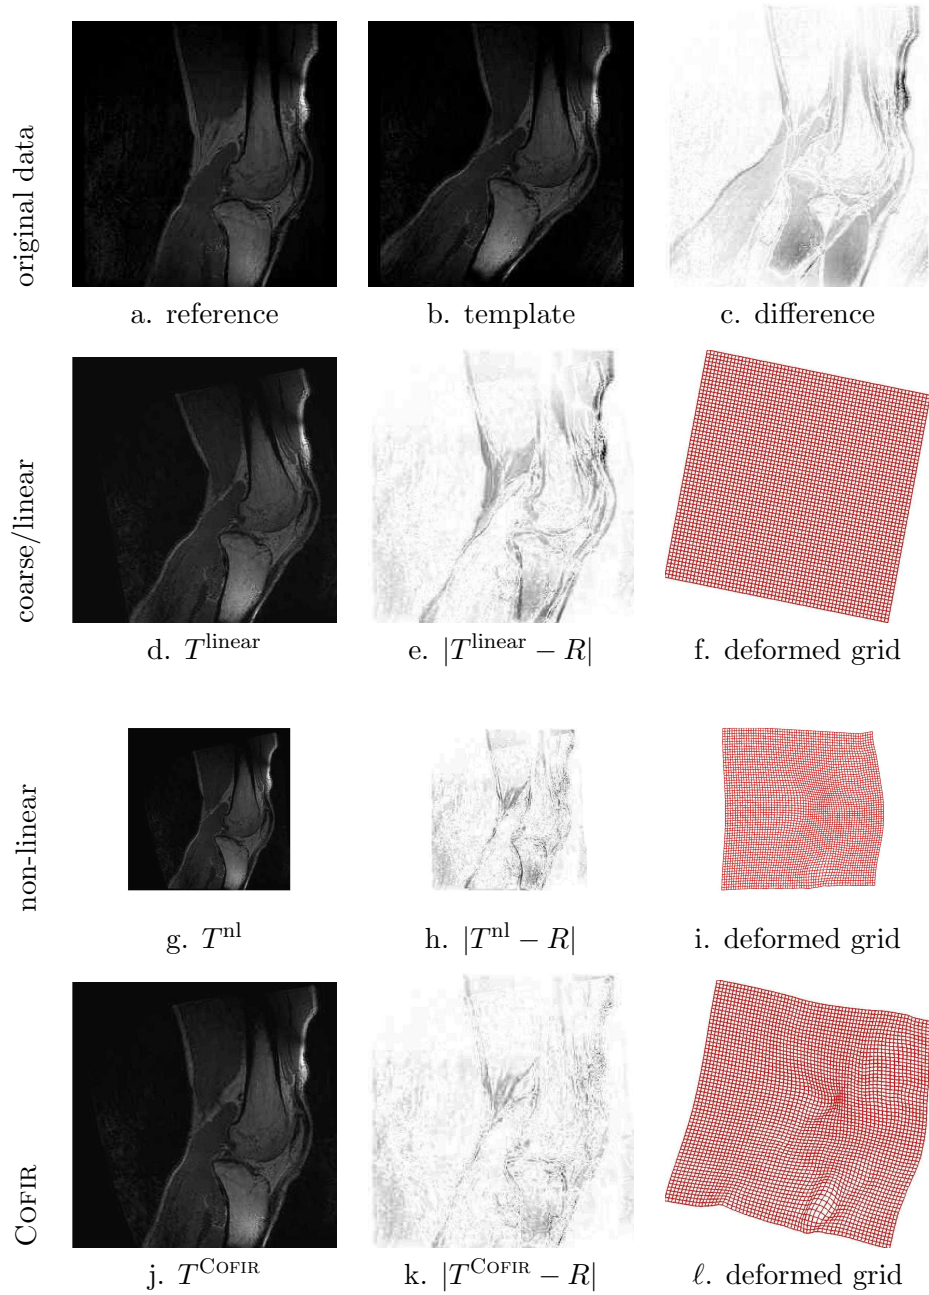 original data
a. reference
b. template
c. difference
coarse/linear
d. T^linear
e. |T^linear − R|
f. deformed grid
non-linear
g. T^nl
h. |T^nl − R|
i. deformed grid
COFIR
j. T^COFIR
k. |T^COFIR − R|
ℓ. deformed grid